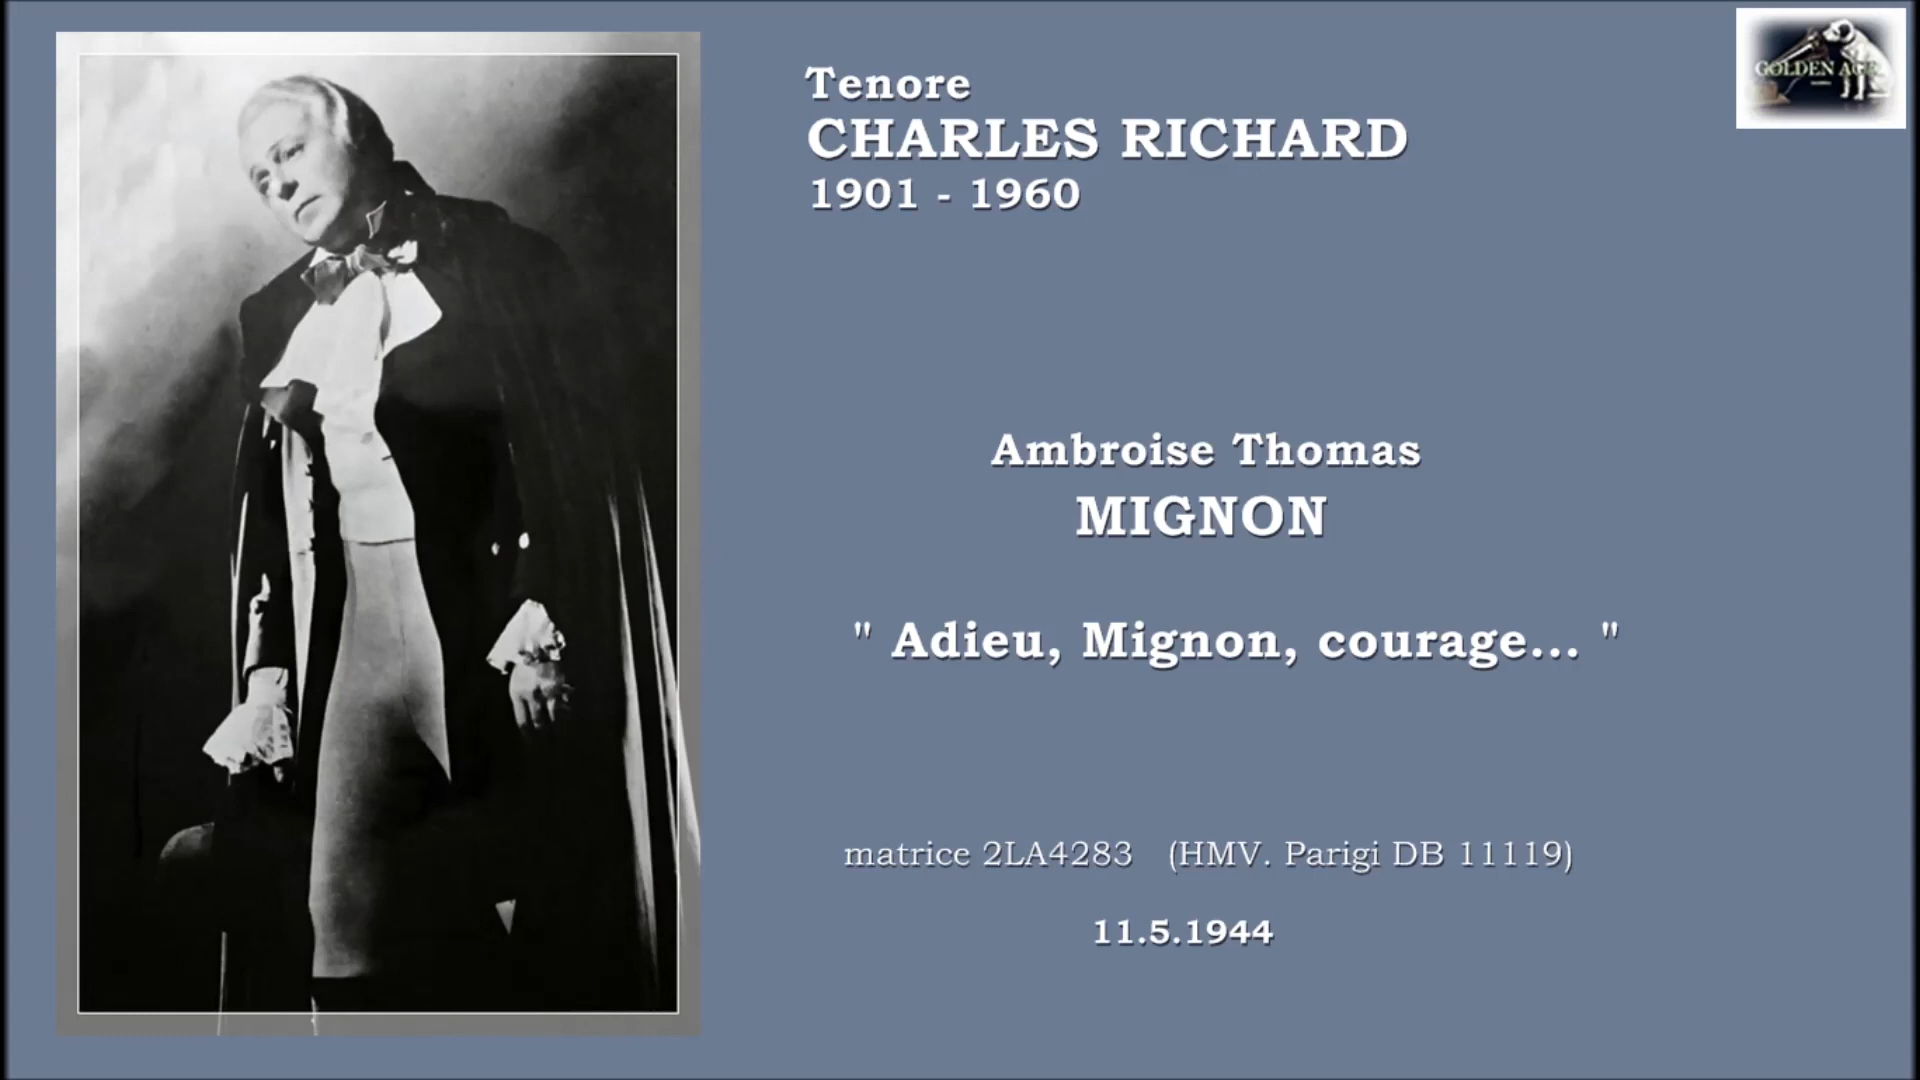 Tenore
CHARLES RICHARD
1901 - 1960
GOLDEN AGE
Ambroise Thomas
MIGNON
" Adieu, Mignon, courage... "
matrice 2LA4283 (HMV. Parigi DB 11119)
11.5.1944